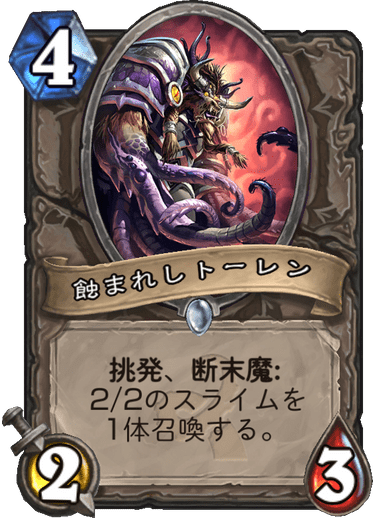 4
蝕まれしトーレン
挑発、断末魔:
2/2のスライムを
1体召喚する。
2
3